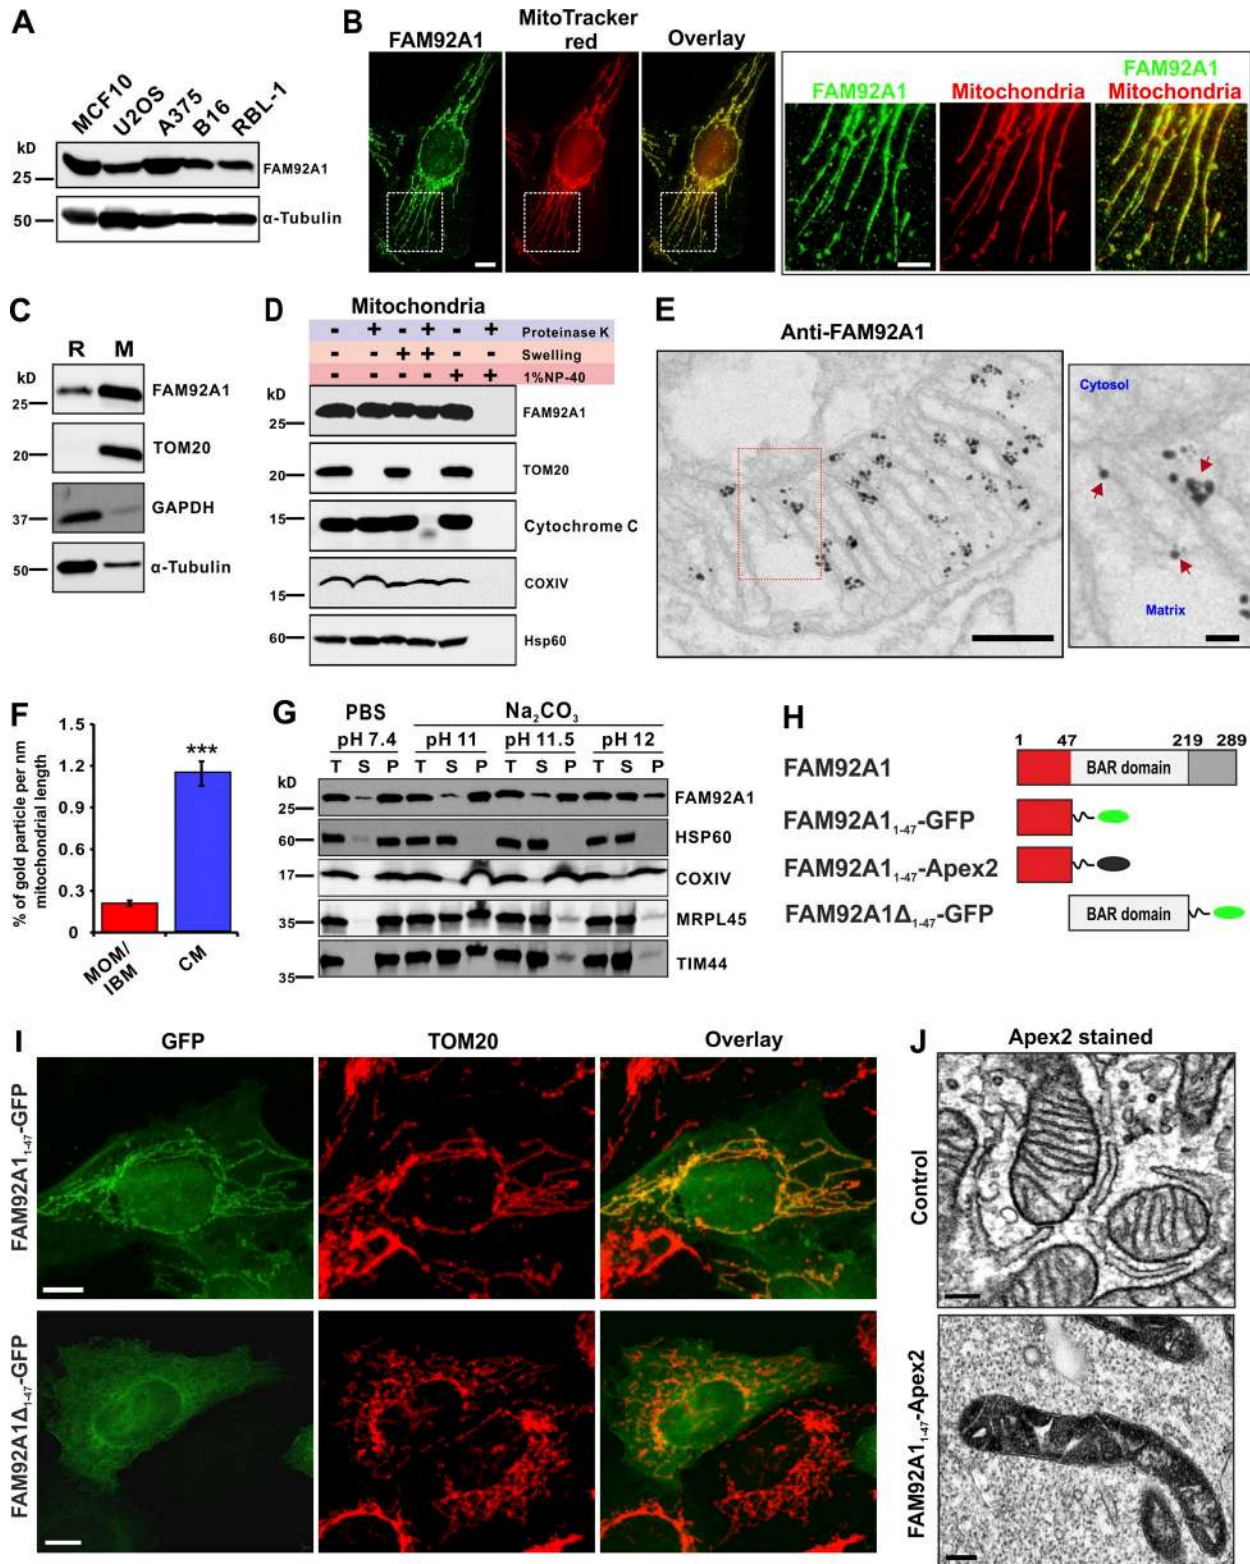 A
MCF10
U2OS
A375
B16
RBL-1
kD
25
50
FAM92A1
α-Tubulin
B
FAM92A1
MitoTracker
red
Overlay
FAM92A1
Mitochondria
FAM92A1
Mitochondria
C
R M
kD
25
20
37
50
FAM92A1
TOM20
GAPDH
α-Tubulin
D
Mitochondria
- + - + - + Proteinase K
- - + + - - Swelling
- - - - + + 1%NP-40
kD
25
20
15
15
60
FAM92A1
TOM20
Cytochrome C
COXIV
Hsp60
E
Anti-FAM92A1
Cytosol
Matrix
F
% of gold particle per nm
mitochondrial length
1.5
1.2
0.9
0.6
0.3
0
***
MOM/
IBM
CM
G
PBS Na₂CO₃
pH 7.4 pH 11 pH 11.5 pH 12
T S P T S P T S P T S P
kD
25
60
17
35
35
FAM92A1
HSP60
COXIV
MRPL45
TIM44
H
1 47 219 289
FAM92A1
BAR domain
FAM92A1₁₋₄₇-GFP
FAM92A1₁₋₄₇-Apex2
FAM92A1Δ₁₋₄₇-GFP
BAR domain
I
GFP TOM20 Overlay
FAM92A1₁₋₄₇-GFP
FAM92A1Δ₁₋₄₇-GFP
J
Apex2 stained
Control
FAM92A1₁₋₄₇-Apex2